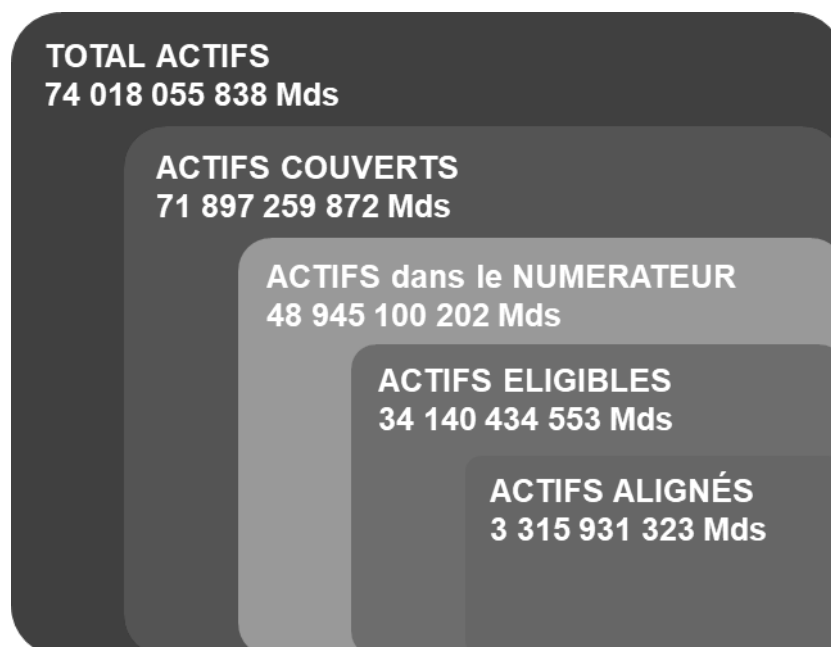 TOTAL ACTIFS
74 018 055 838 Mds
ACTIFS COUVERTS
71 897 259 872 Mds
ACTIFS dans le NUMERATEUR
48 945 100 202 Mds
ACTIFS ELIGIBLES
34 140 434 553 Mds
ACTIFS ALIGNÉS
3 315 931 323 Mds